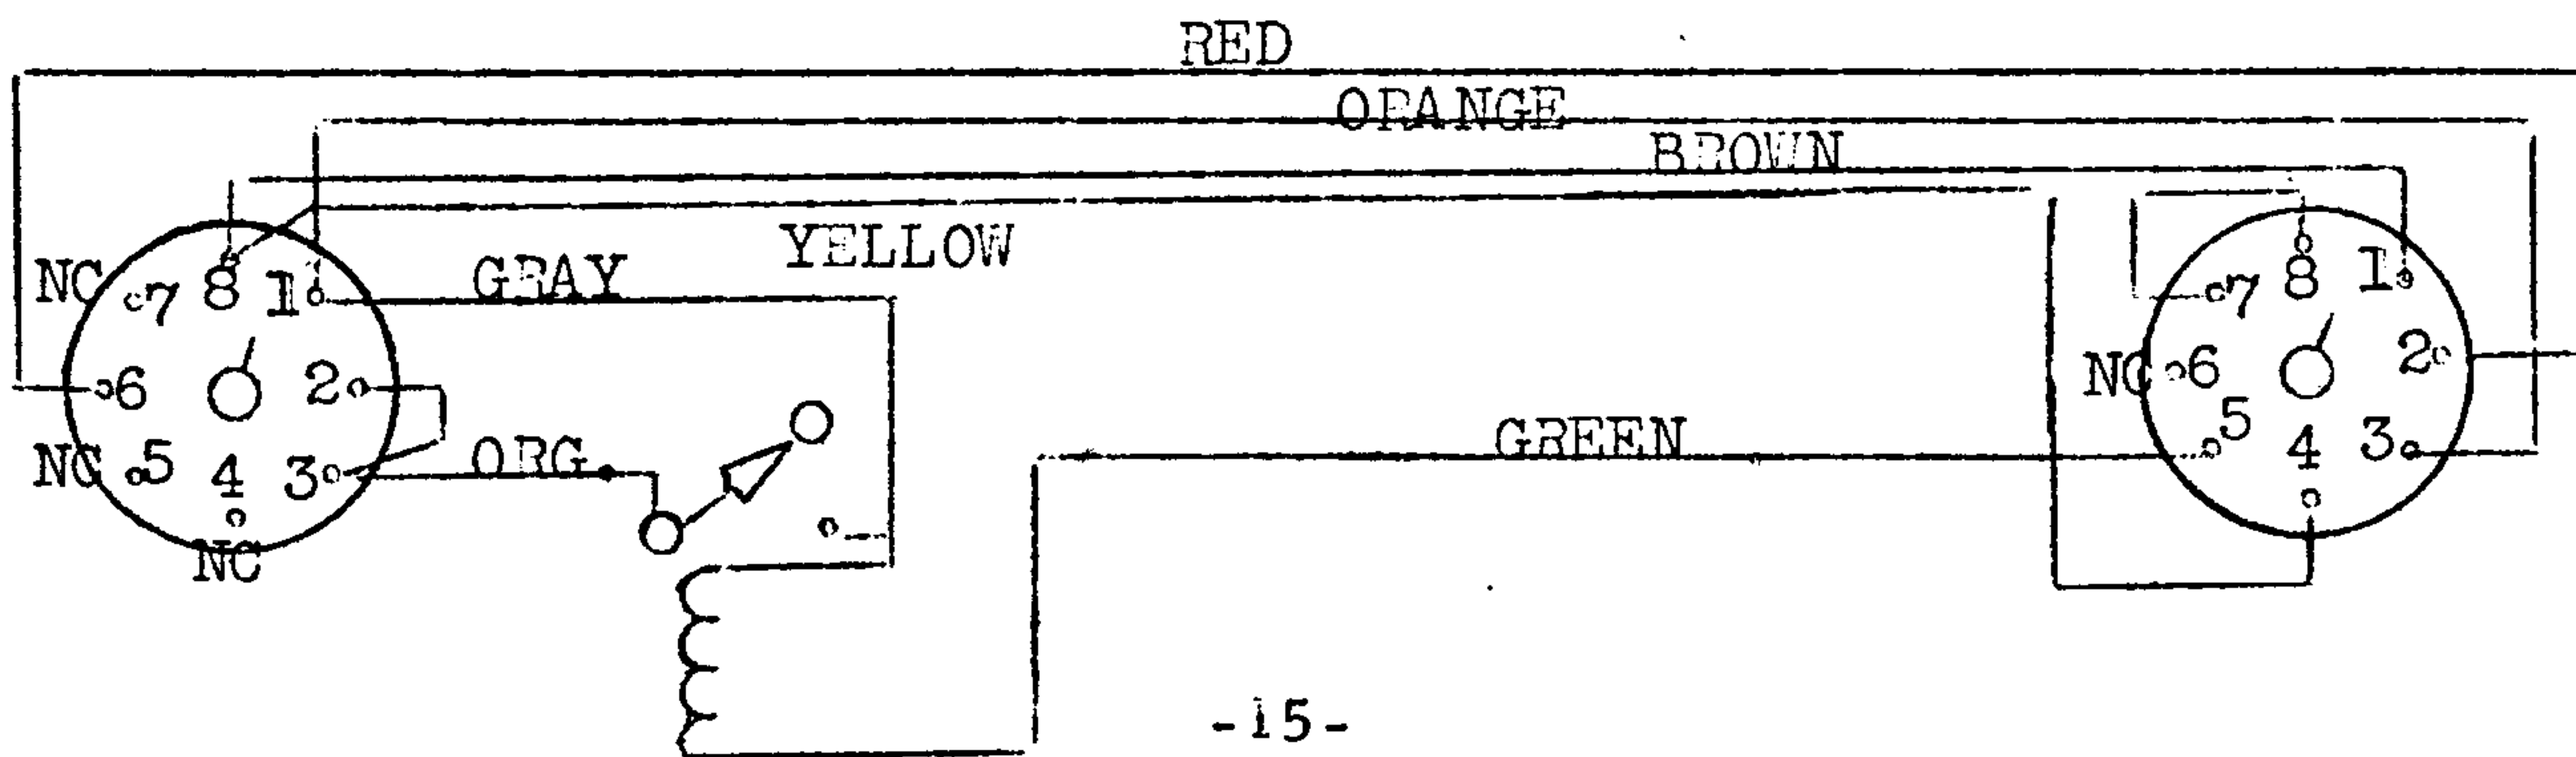 RED
ORANGE
BROWN
YELLOW
NC 7 8 1 GRAY
8 1
7
6 2
NC 6 2
NC 5 4 3 ORG
GREEN
5 4 3
NC
-15-